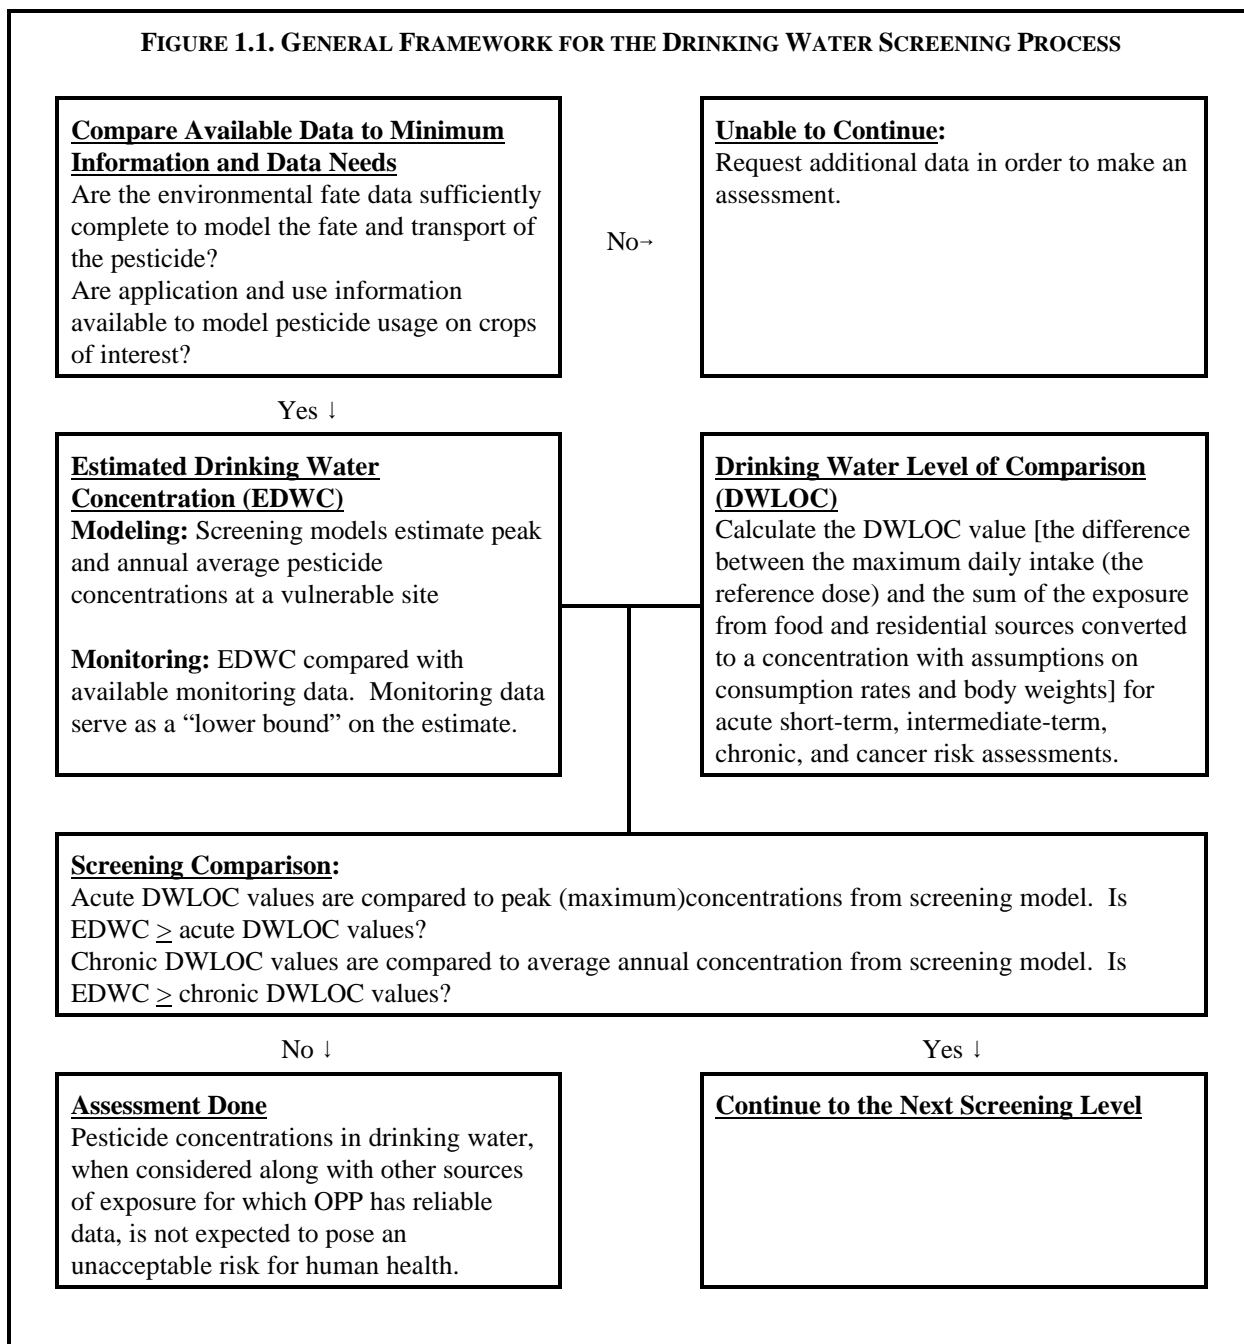 FIGURE 1.1. GENERAL FRAMEWORK FOR THE DRINKING WATER SCREENING PROCESS
Compare Available Data to Minimum
Information and Data Needs
Are the environmental fate data sufficiently
complete to model the fate and transport of
the pesticide?
Are application and use information
available to model pesticide usage on crops
of interest?
No→
Unable to Continue:
Request additional data in order to make an
assessment.
Yes ↓
Estimated Drinking Water
Concentration (EDWC)
Modeling: Screening models estimate peak
and annual average pesticide
concentrations at a vulnerable site
Monitoring: EDWC compared with
available monitoring data.  Monitoring data
serve as a “lower bound” on the estimate.
Drinking Water Level of Comparison
(DWLOC)
Calculate the DWLOC value [the difference
between the maximum daily intake (the
reference dose) and the sum of the exposure
from food and residential sources converted
to a concentration with assumptions on
consumption rates and body weights] for
acute short-term, intermediate-term,
chronic, and cancer risk assessments.
Screening Comparison:
Acute DWLOC values are compared to peak (maximum)concentrations from screening model.  Is
EDWC ≥ acute DWLOC values?
Chronic DWLOC values are compared to average annual concentration from screening model.  Is
EDWC ≥ chronic DWLOC values?
No ↓
Yes ↓
Assessment Done
Pesticide concentrations in drinking water,
when considered along with other sources
of exposure for which OPP has reliable
data, is not expected to pose an
unacceptable risk for human health.
Continue to the Next Screening Level